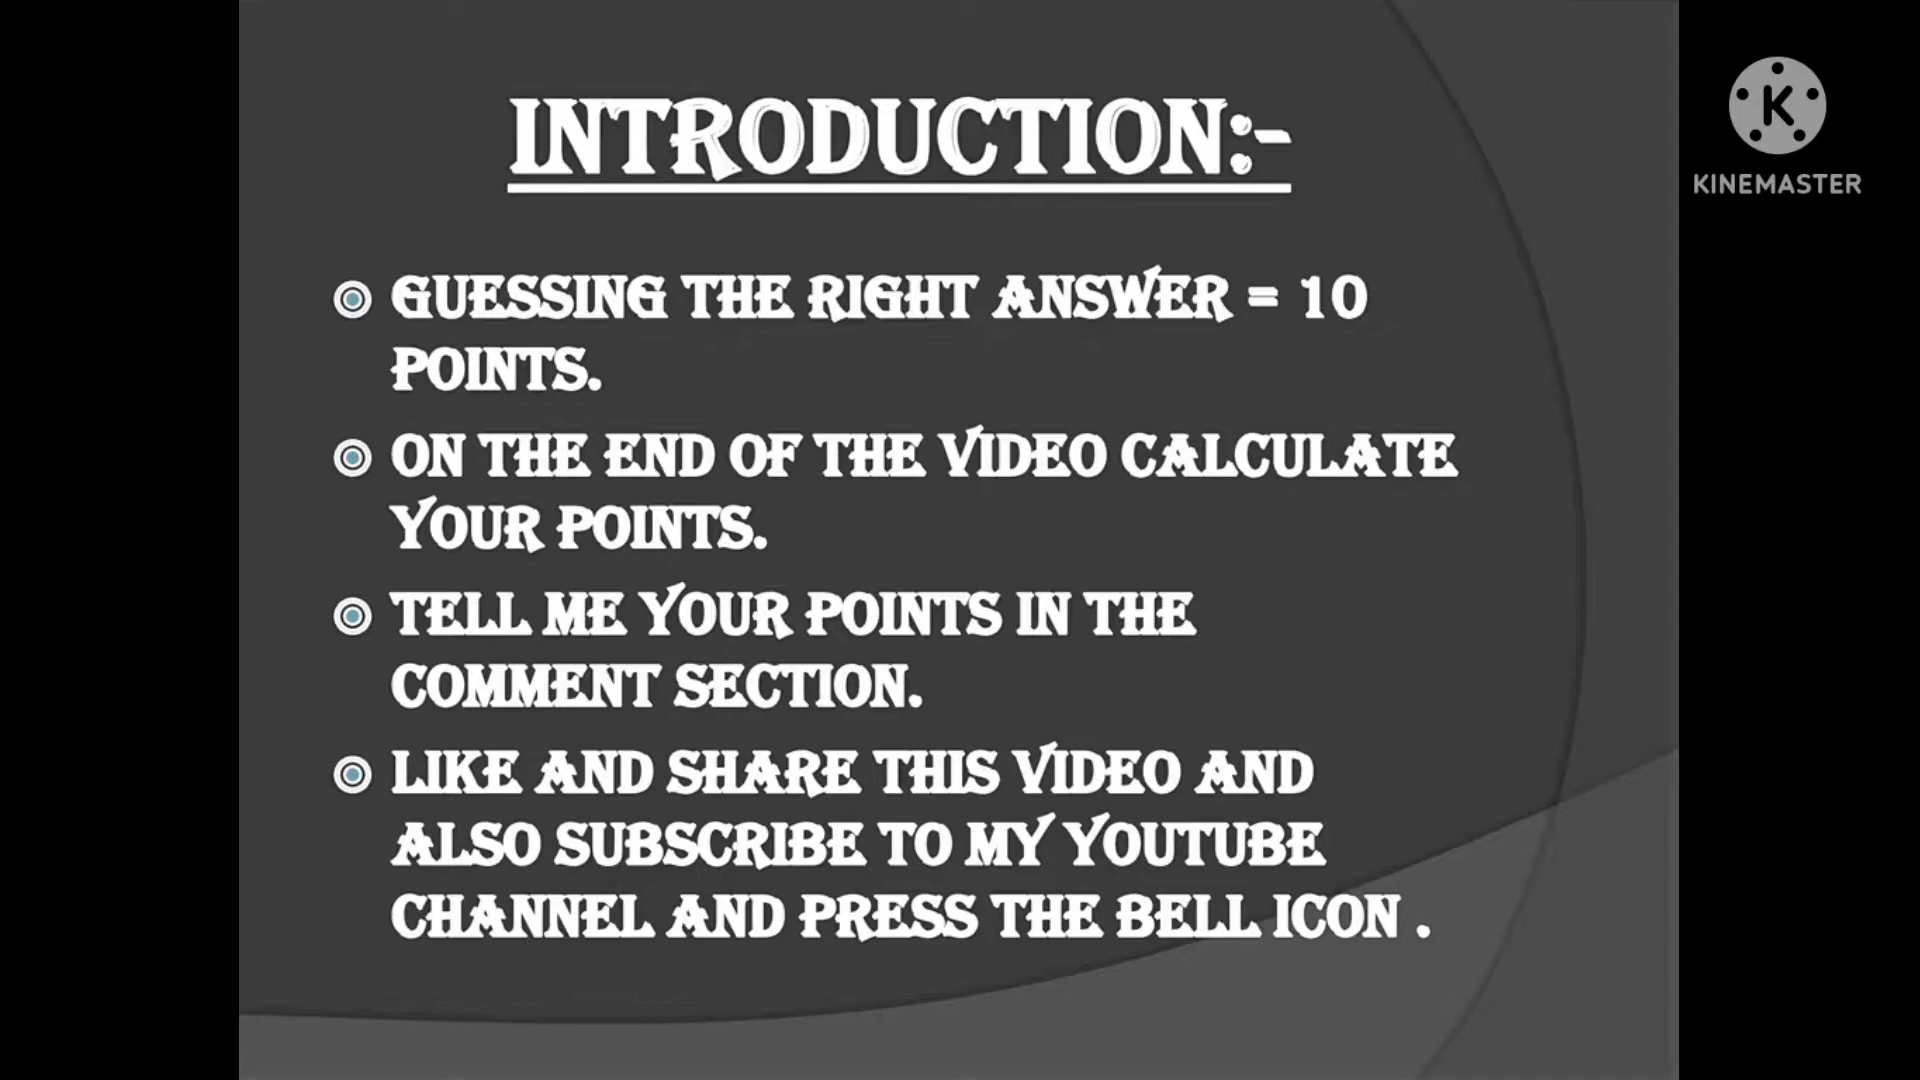 INTRODUCTION:-
K
KINEMASTER
GUESSING THE RIGHT ANSWER = 10
POINTS.
ON THE END OF THE VIDEO CALCULATE
YOUR POINTS.
TELL ME YOUR POINTS IN THE
COMMENT SECTION.
LIKE AND SHARE THIS VIDEO AND
ALSO SUBSCRIBE TO MY YOUTUBE
CHANNEL AND PRESS THE BELL ICON .